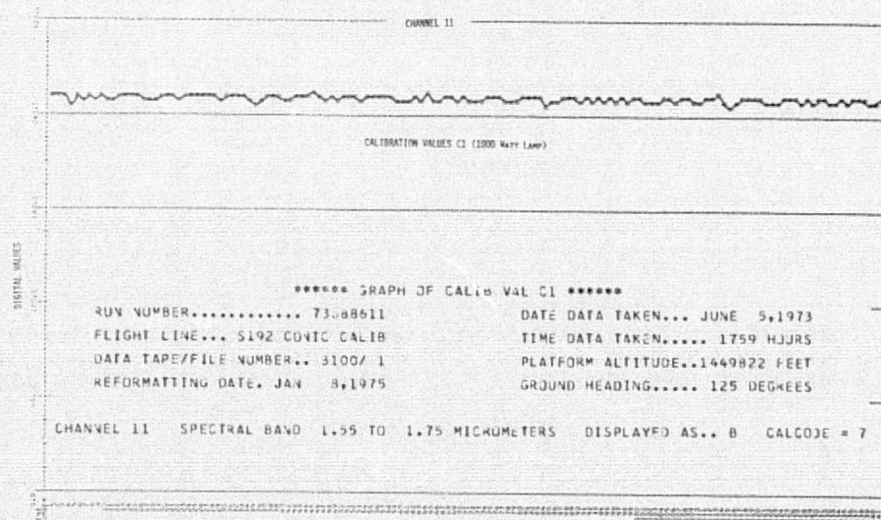 CHANNEL 11
CALIBRATION VALUES C1 (1000 WATT LAMP)
DIGITAL VALUES
****** GRAPH OF CALIB VAL C1 ******
RUN NUMBER............ 73088611
DATE DATA TAKEN... JUNE 5,1973
FLIGHT LINE... S192 CONIC CALIB
TIME DATA TAKEN..... 1759 HOURS
DATA TAPE/FILE NUMBER.. 3100/ 1
PLATFORM ALTITUDE..1449822 FEET
REFORMATTING DATE. JAN 8,1975
GROUND HEADING..... 125 DEGREES
CHANNEL 11 SPECTRAL BAND 1.55 TO 1.75 MICROMETERS DISPLAYED AS.. B CALCODE = 7